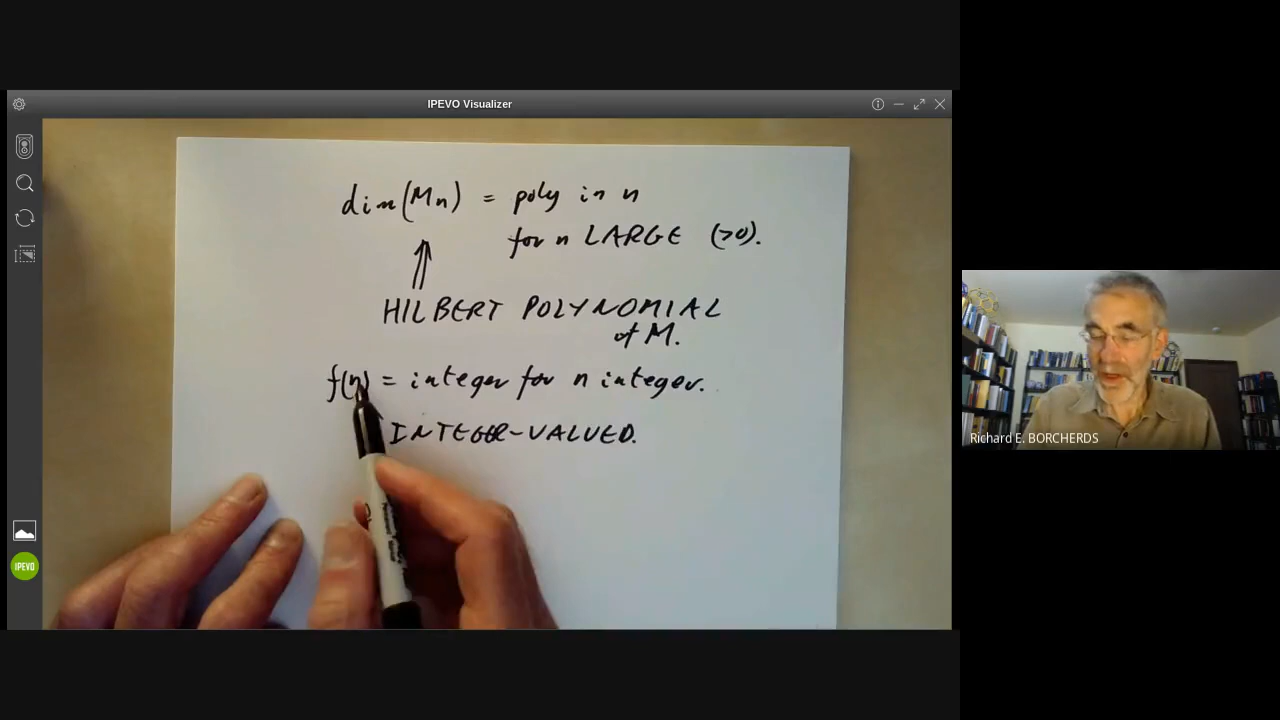 IPEVO Visualizer
dim(Mn) = poly in n
for n LARGE (>0).
HILBERT POLYNOMIAL
of M.
f(n) = integer for n integer.
INTEGER-VALUED.
IPEVO
Richard E. BORCHERDS